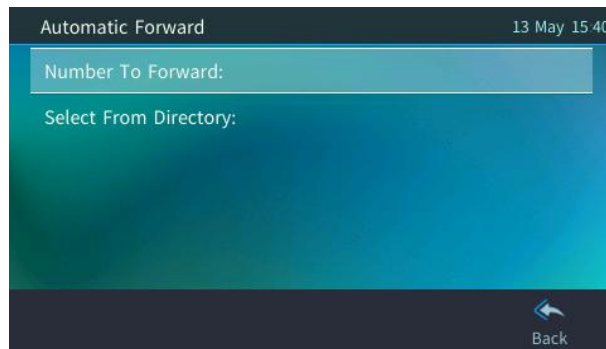 Automatic Forward 13 May 15:40
Number To Forward:
Select From Directory:
Back